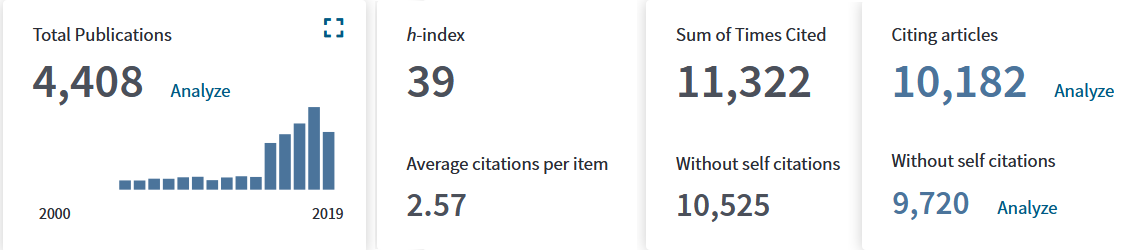 Total Publications
4,408 Analyze
2000 2019
h-index
39
Average citations per item
2.57
Sum of Times Cited
11,322
Without self citations
10,525
Citing articles
10,182 Analyze
Without self citations
9,720 Analyze